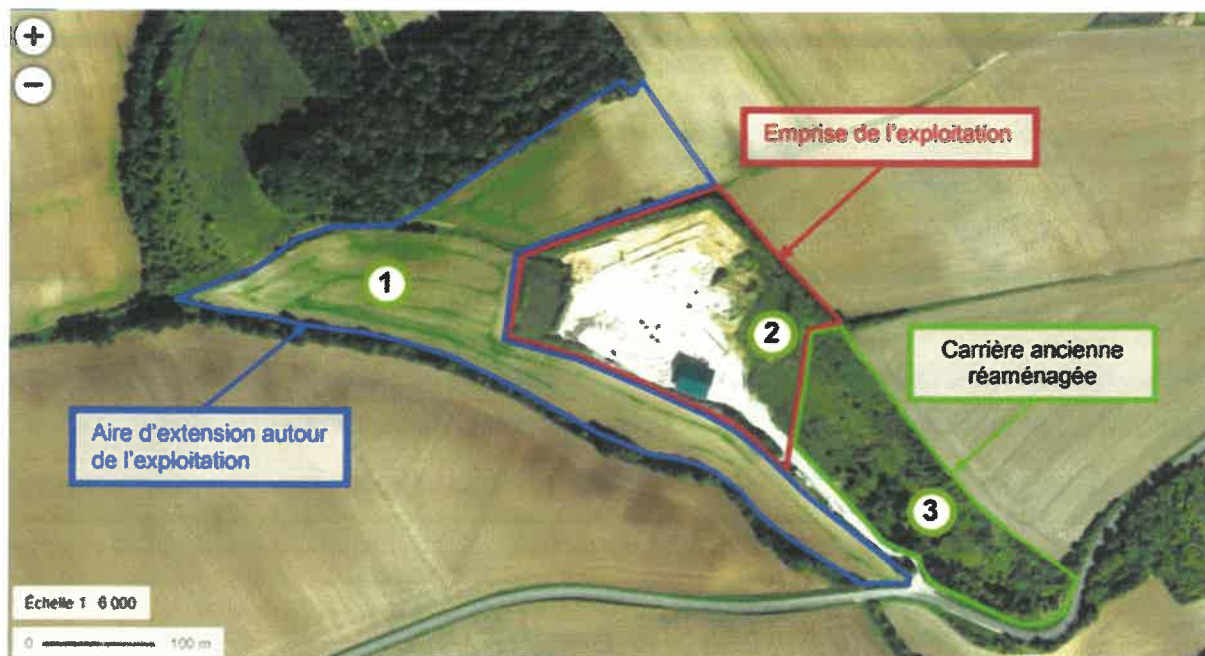 +
−
Emprise de l'exploitation
1
2
Carrière ancienne
réaménagée
Aire d'extension autour
de l'exploitation
3
Échelle 1 6 000
0 100 m